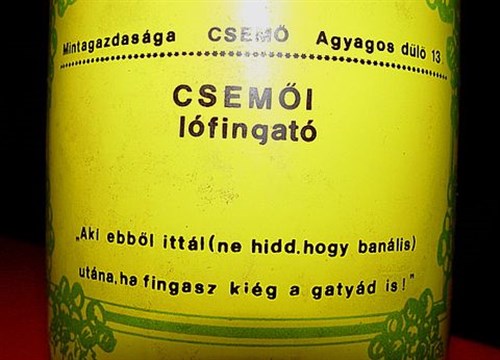 Mintagazdasága CSEMŐ Agyagos dülö 13.
CSEMŐI
lófingató
„Aki ebből ittál(ne hidd,hogy banális)
utána,ha fingasz kiég a gatyád is!"